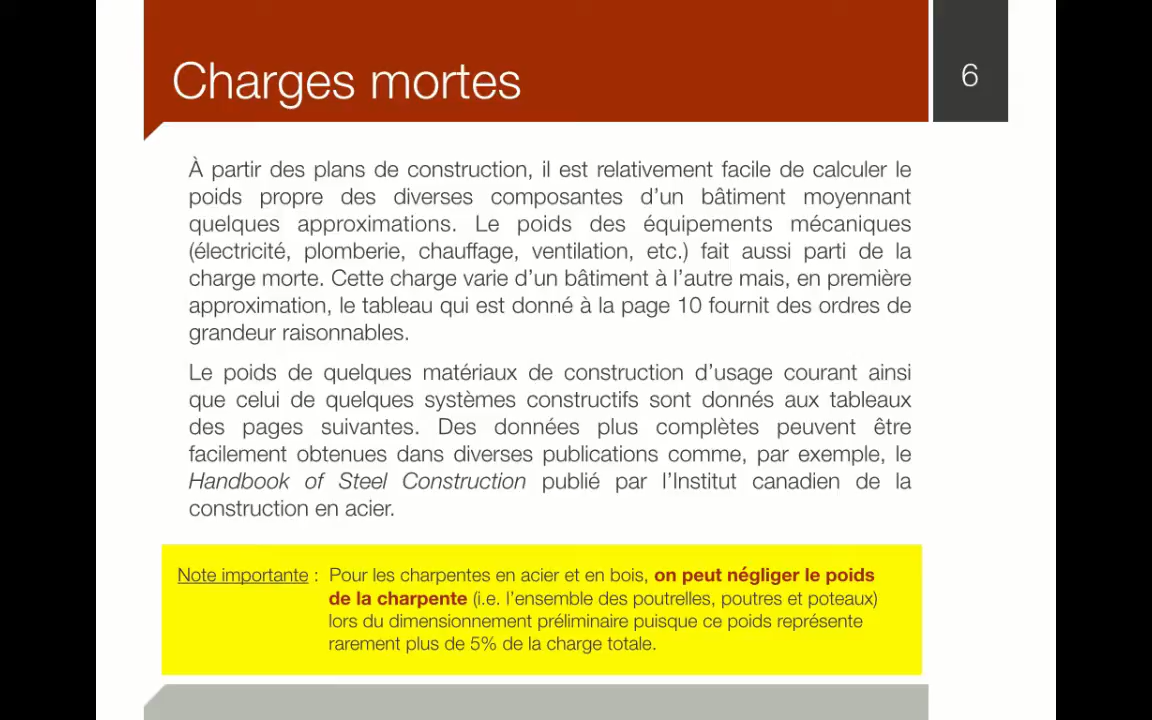 Charges mortes
6
À partir des plans de construction, il est relativement facile de calculer le
poids propre des diverses composantes d'un bâtiment moyennant
quelques approximations. Le poids des équipements mécaniques
(électricité, plomberie, chauffage, ventilation, etc.) fait aussi parti de la
charge morte. Cette charge varie d'un bâtiment à l'autre mais, en première
approximation, le tableau qui est donné à la page 10 fournit des ordres de
grandeur raisonnables.
Le poids de quelques matériaux de construction d'usage courant ainsi
que celui de quelques systèmes constructifs sont donnés aux tableaux
des pages suivantes. Des données plus complètes peuvent être
facilement obtenues dans diverses publications comme, par exemple, le
Handbook of Steel Construction publié par l'Institut canadien de la
construction en acier.
Note importante : Pour les charpentes en acier et en bois, on peut négliger le poids
de la charpente (i.e. l'ensemble des poutrelles, poutres et poteaux)
lors du dimensionnement préliminaire puisque ce poids représente
rarement plus de 5% de la charge totale.